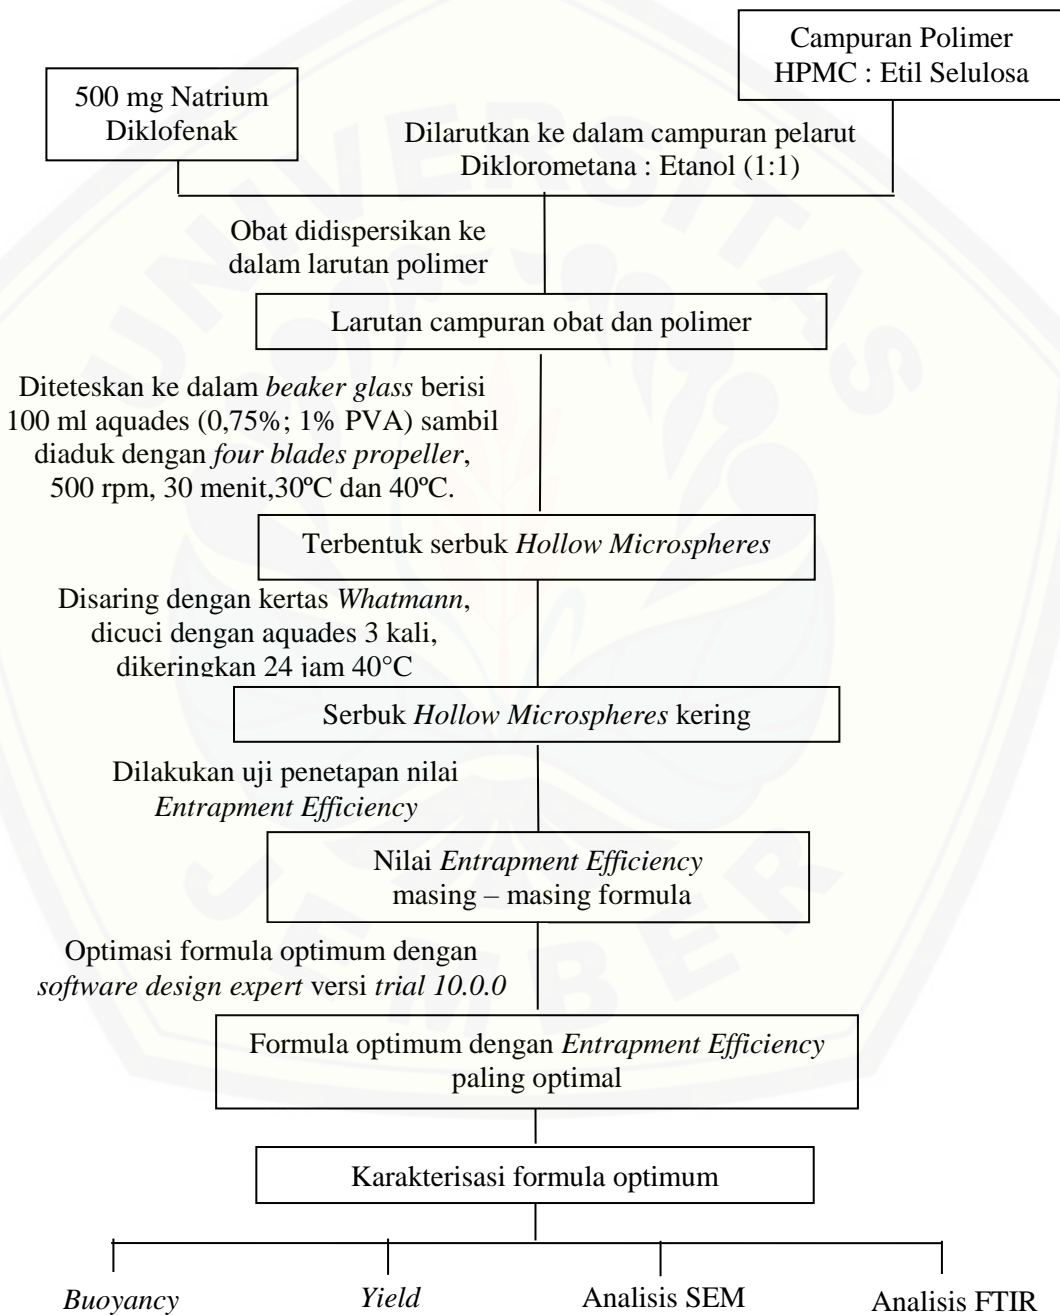 Campuran Polimer
HPMC : Etil Selulosa
500 mg Natrium
Diklofenak
Dilarutkan ke dalam campuran pelarut
Diklorometana : Etanol (1:1)
Obat didispersikan ke
dalam larutan polimer
Larutan campuran obat dan polimer
Diteteskan ke dalam beaker glass berisi
100 ml aquades (0,75%; 1% PVA) sambil
diaduk dengan four blades propeller,
500 rpm, 30 menit,30ºC dan 40ºC.
Terbentuk serbuk Hollow Microspheres
Disaring dengan kertas Whatmann,
dicuci dengan aquades 3 kali,
dikeringkan 24 jam 40°C
Serbuk Hollow Microspheres kering
Dilakukan uji penetapan nilai
Entrapment Efficiency
Nilai Entrapment Efficiency
masing – masing formula
Optimasi formula optimum dengan
software design expert versi trial 10.0.0
Formula optimum dengan Entrapment Efficiency
paling optimal
Karakterisasi formula optimum
Buoyancy
Yield
Analisis SEM
Analisis FTIR
UNIVERSITAS
JEMBER